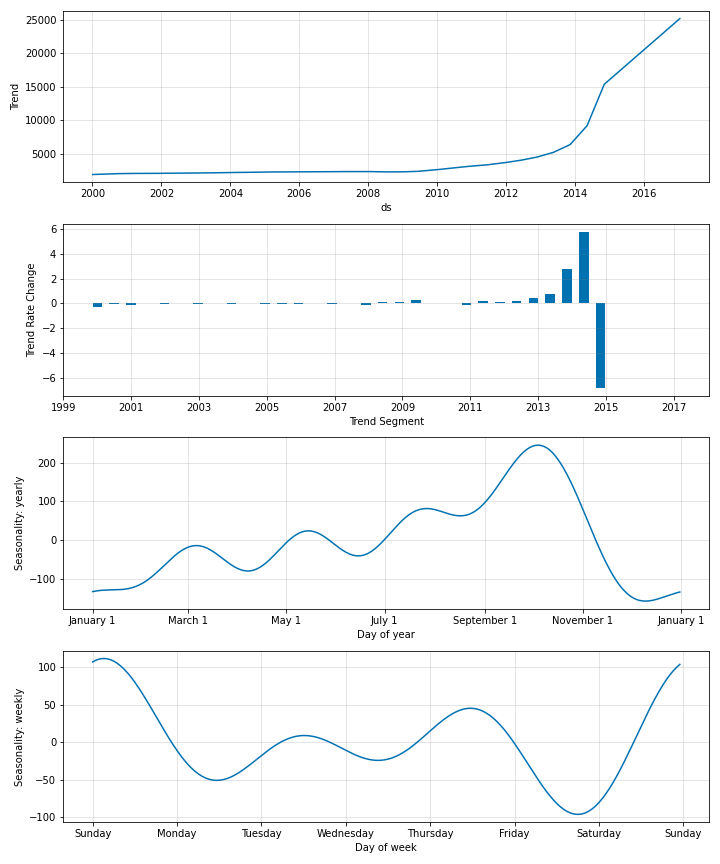 25000
20000
15000
10000
5000
Trend
2000 2002 2004 2006 2008 2010 2012 2014 2016
ds
6
4
2
0
−2
−4
−6
Trend Rate Change
1999 2001 2003 2005 2007 2009 2011 2013 2015 2017
Trend Segment
200
100
0
−100
Seasonality: yearly
January 1 March 1 May 1 July 1 September 1 November 1 January 1
Day of year
100
50
0
−50
−100
Seasonality: weekly
Sunday Monday Tuesday Wednesday Thursday Friday Saturday Sunday
Day of week